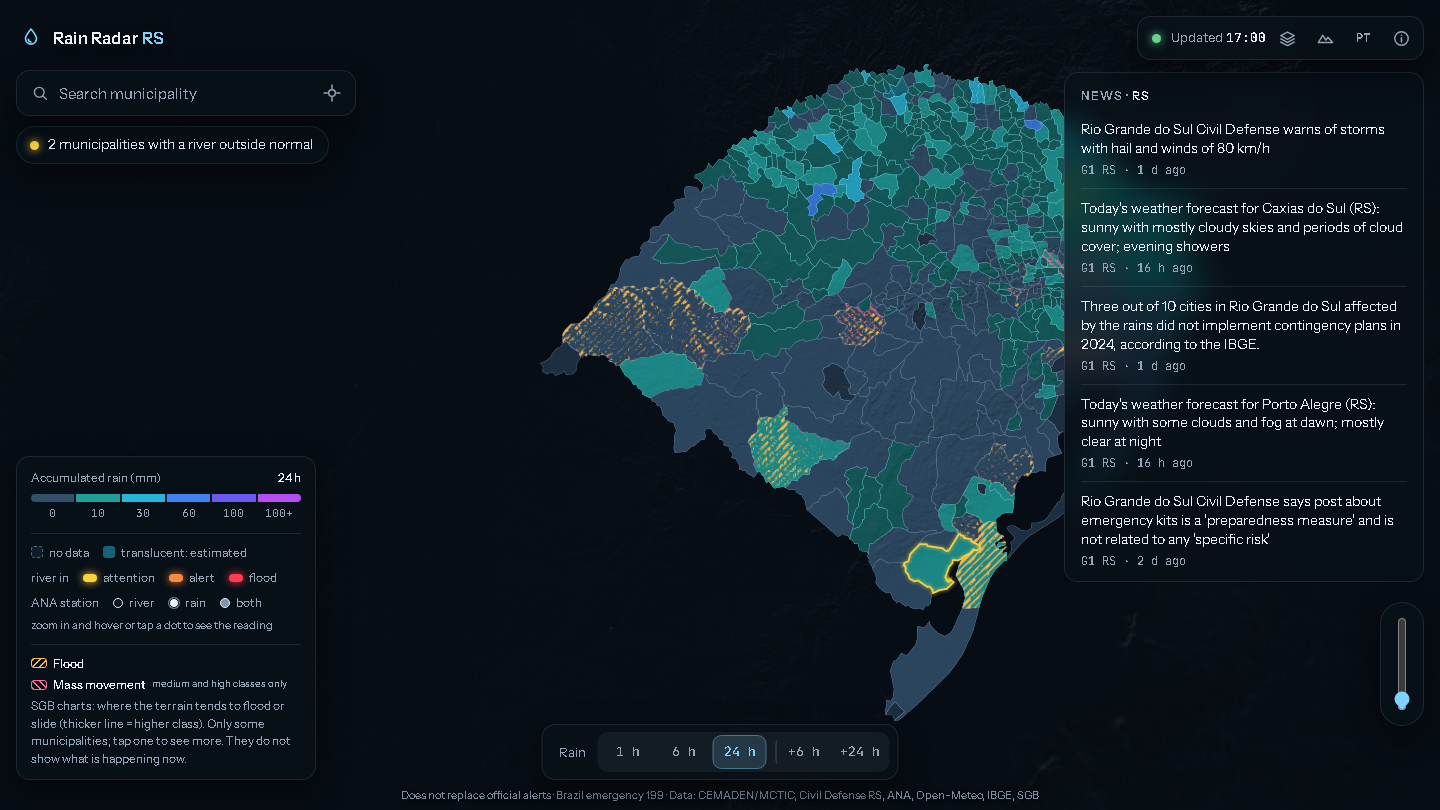 Rain Radar RS
Updated 17:00
PT
Search municipality
2 municipalities with a river outside normal
NEWS · RS
Rio Grande do Sul Civil Defense warns of storms
with hail and winds of 80 km/h
G1 RS · 1 d ago
Today's weather forecast for Caxias do Sul (RS):
sunny with mostly cloudy skies and periods of cloud
cover; evening showers
G1 RS · 16 h ago
Three out of 10 cities in Rio Grande do Sul affected
by the rains did not implement contingency plans in
2024, according to the IBGE.
G1 RS · 1 d ago
Today's weather forecast for Porto Alegre (RS):
sunny with some clouds and fog at dawn; mostly
clear at night
G1 RS · 16 h ago
Rio Grande do Sul Civil Defense says post about
emergency kits is a 'preparedness measure' and is
not related to any 'specific risk'
G1 RS · 2 d ago
Accumulated rain (mm) 24h
0 10 30 60 100 100+
no data translucent: estimated
river in attention alert flood
ANA station river rain both
zoom in and hover or tap a dot to see the reading
Flood
Mass movement medium and high classes only
SGB charts: where the terrain tends to flood or
slide (thicker line = higher class). Only some
municipalities; tap one to see more. They do not
show what is happening now.
Rain 1 h 6 h 24 h +6 h +24 h
Does not replace official alerts · Brazil emergency 199 · Data: CEMADEN/MCTIC, Civil Defense RS, ANA, Open-Meteo, IBGE, SGB